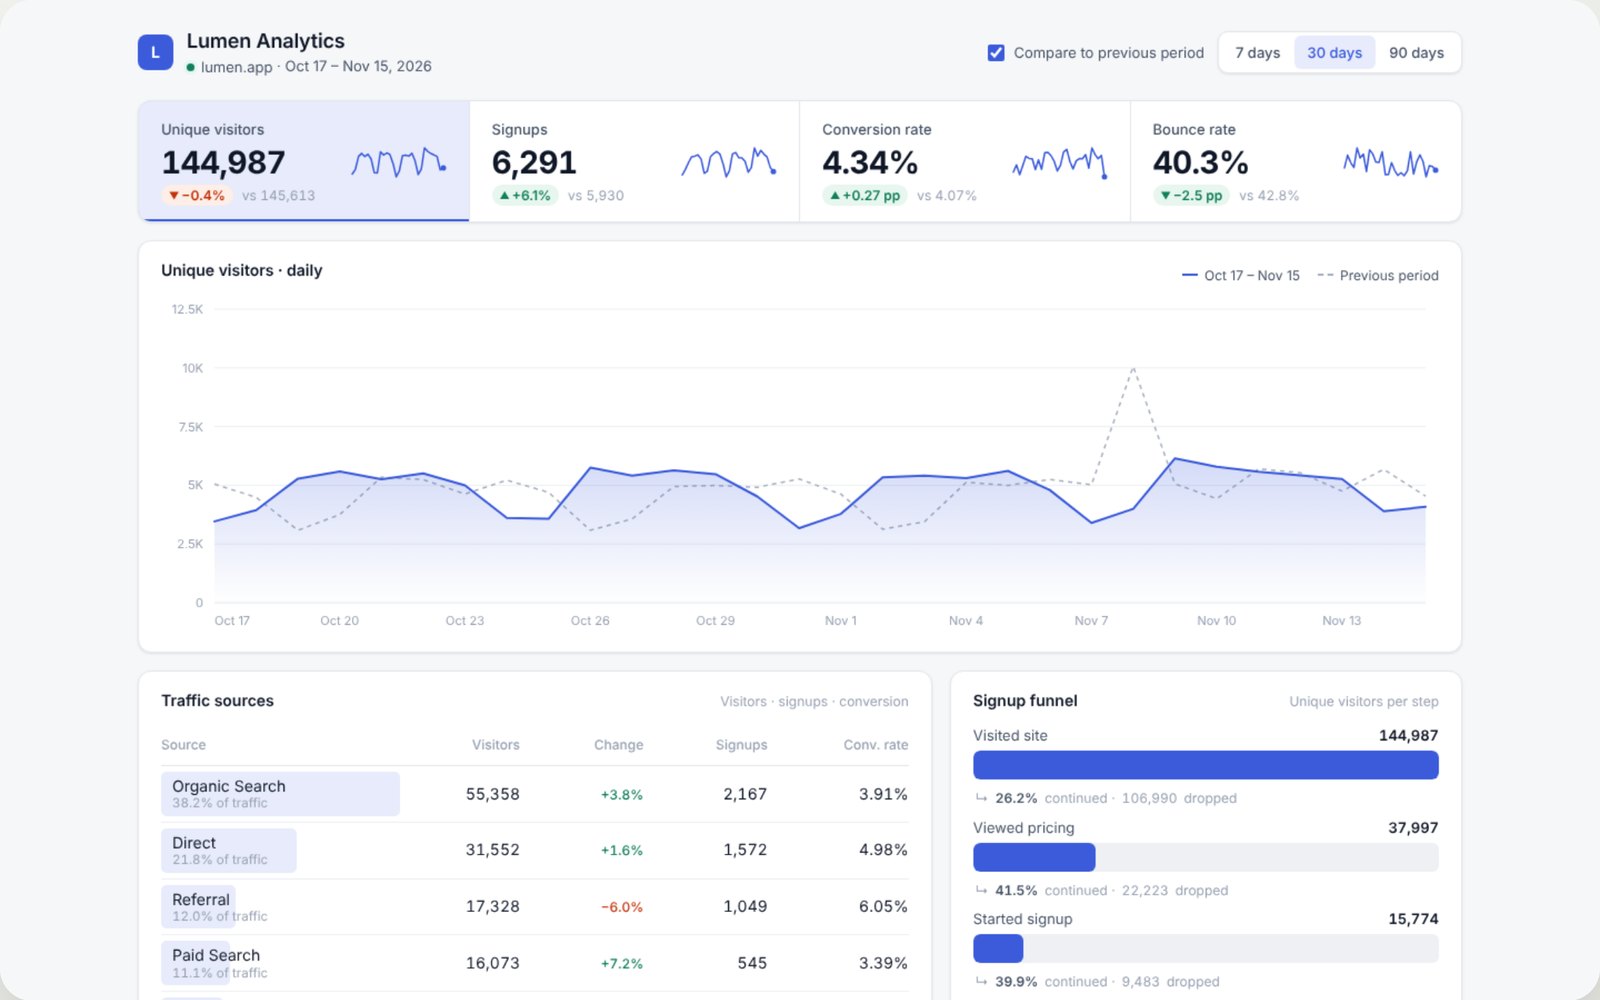 L
Lumen Analytics
lumen.app · Oct 17 – Nov 15, 2026
Compare to previous period
7 days
30 days
90 days
Unique visitors
144,987
▼ −0.4% vs 145,613
Signups
6,291
▲ +6.1% vs 5,930
Conversion rate
4.34%
▲ +0.27 pp vs 4.07%
Bounce rate
40.3%
▼ −2.5 pp vs 42.8%
Unique visitors · daily
Oct 17 – Nov 15
Previous period
12.5K
10K
7.5K
5K
2.5K
0
Oct 17 Oct 20 Oct 23 Oct 26 Oct 29 Nov 1 Nov 4 Nov 7 Nov 10 Nov 13
Traffic sources
Visitors · signups · conversion
Source Visitors Change Signups Conv. rate
Organic Search 55,358 +3.8% 2,167 3.91%
38.2% of traffic
Direct 31,552 +1.6% 1,572 4.98%
21.8% of traffic
Referral 17,328 −6.0% 1,049 6.05%
12.0% of traffic
Paid Search 16,073 +7.2% 545 3.39%
11.1% of traffic
Signup funnel
Unique visitors per step
Visited site 144,987
↳ 26.2% continued · 106,990 dropped
Viewed pricing 37,997
↳ 41.5% continued · 22,223 dropped
Started signup 15,774
↳ 39.9% continued · 9,483 dropped